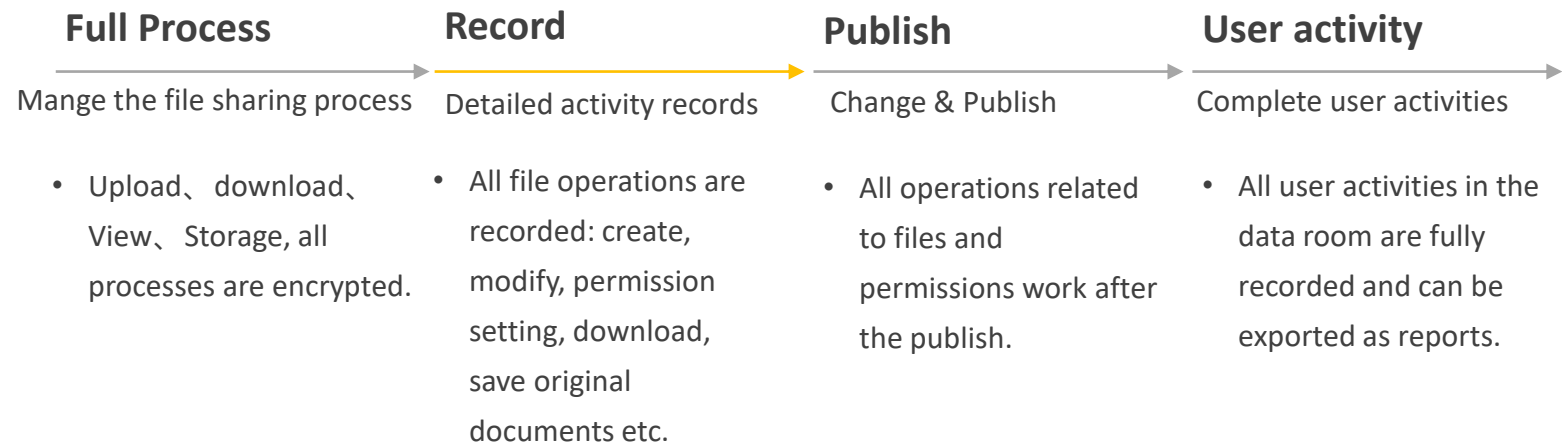 Full Process
Mange the file sharing process
• Upload、download、
View、Storage, all
processes are encrypted.
Record
Detailed activity records
• All file operations are
recorded: create,
modify, permission
setting, download,
save original
documents etc.
Publish
Change & Publish
• All operations related
to files and
permissions work after
the publish.
User activity
Complete user activities
• All user activities in the
data room are fully
recorded and can be
exported as reports.